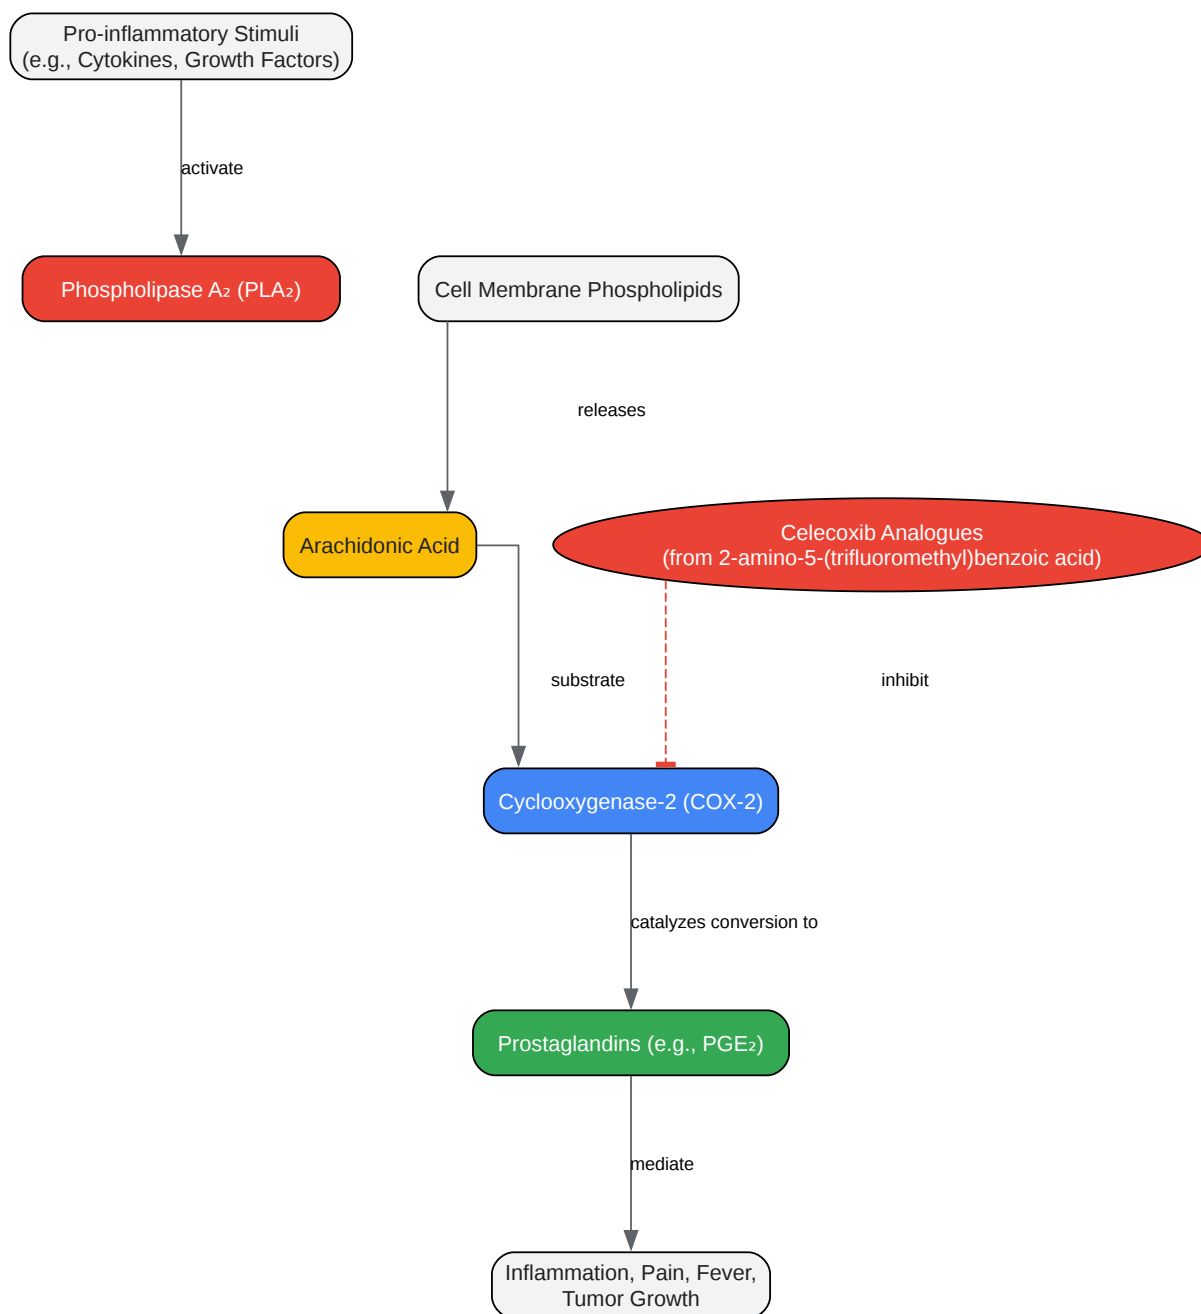 Pro-inflammatory Stimuli
(e.g., Cytokines, Growth Factors)
activate
Phospholipase A₂ (PLA₂)
Cell Membrane Phospholipids
releases
Arachidonic Acid
Celecoxib Analogues
(from 2-amino-5-(trifluoromethyl)benzoic acid)
substrate
inhibit
Cyclooxygenase-2 (COX-2)
catalyzes conversion to
Prostaglandins (e.g., PGE₂)
mediate
Inflammation, Pain, Fever,
Tumor Growth